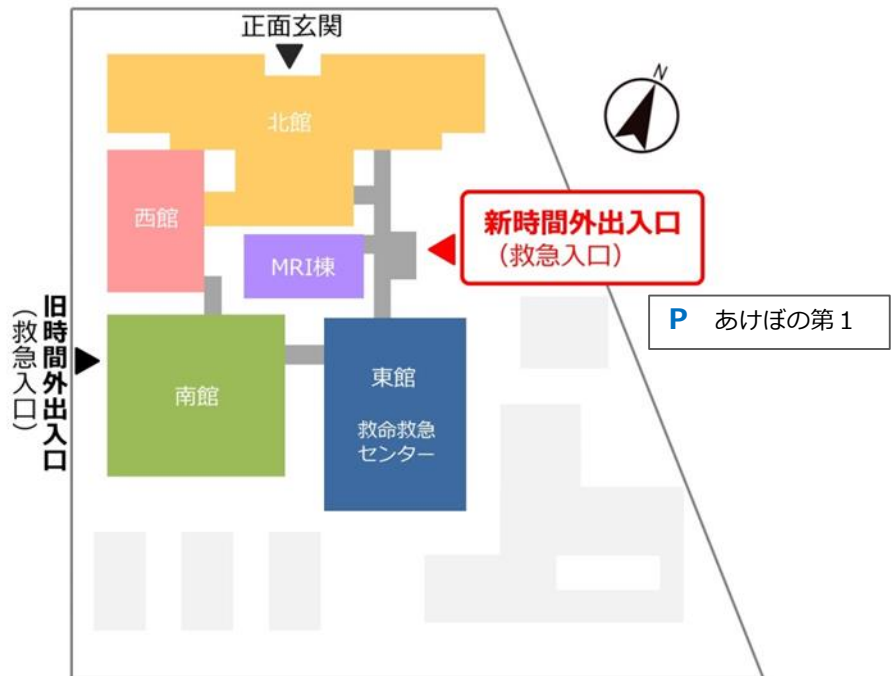 正面玄関
N
北館
西館
新時間外出入口
（救急入口）
MRI棟
旧時間外出入口
（救急入口）
P あけぼの第１
南館
東館
救命救急
センター